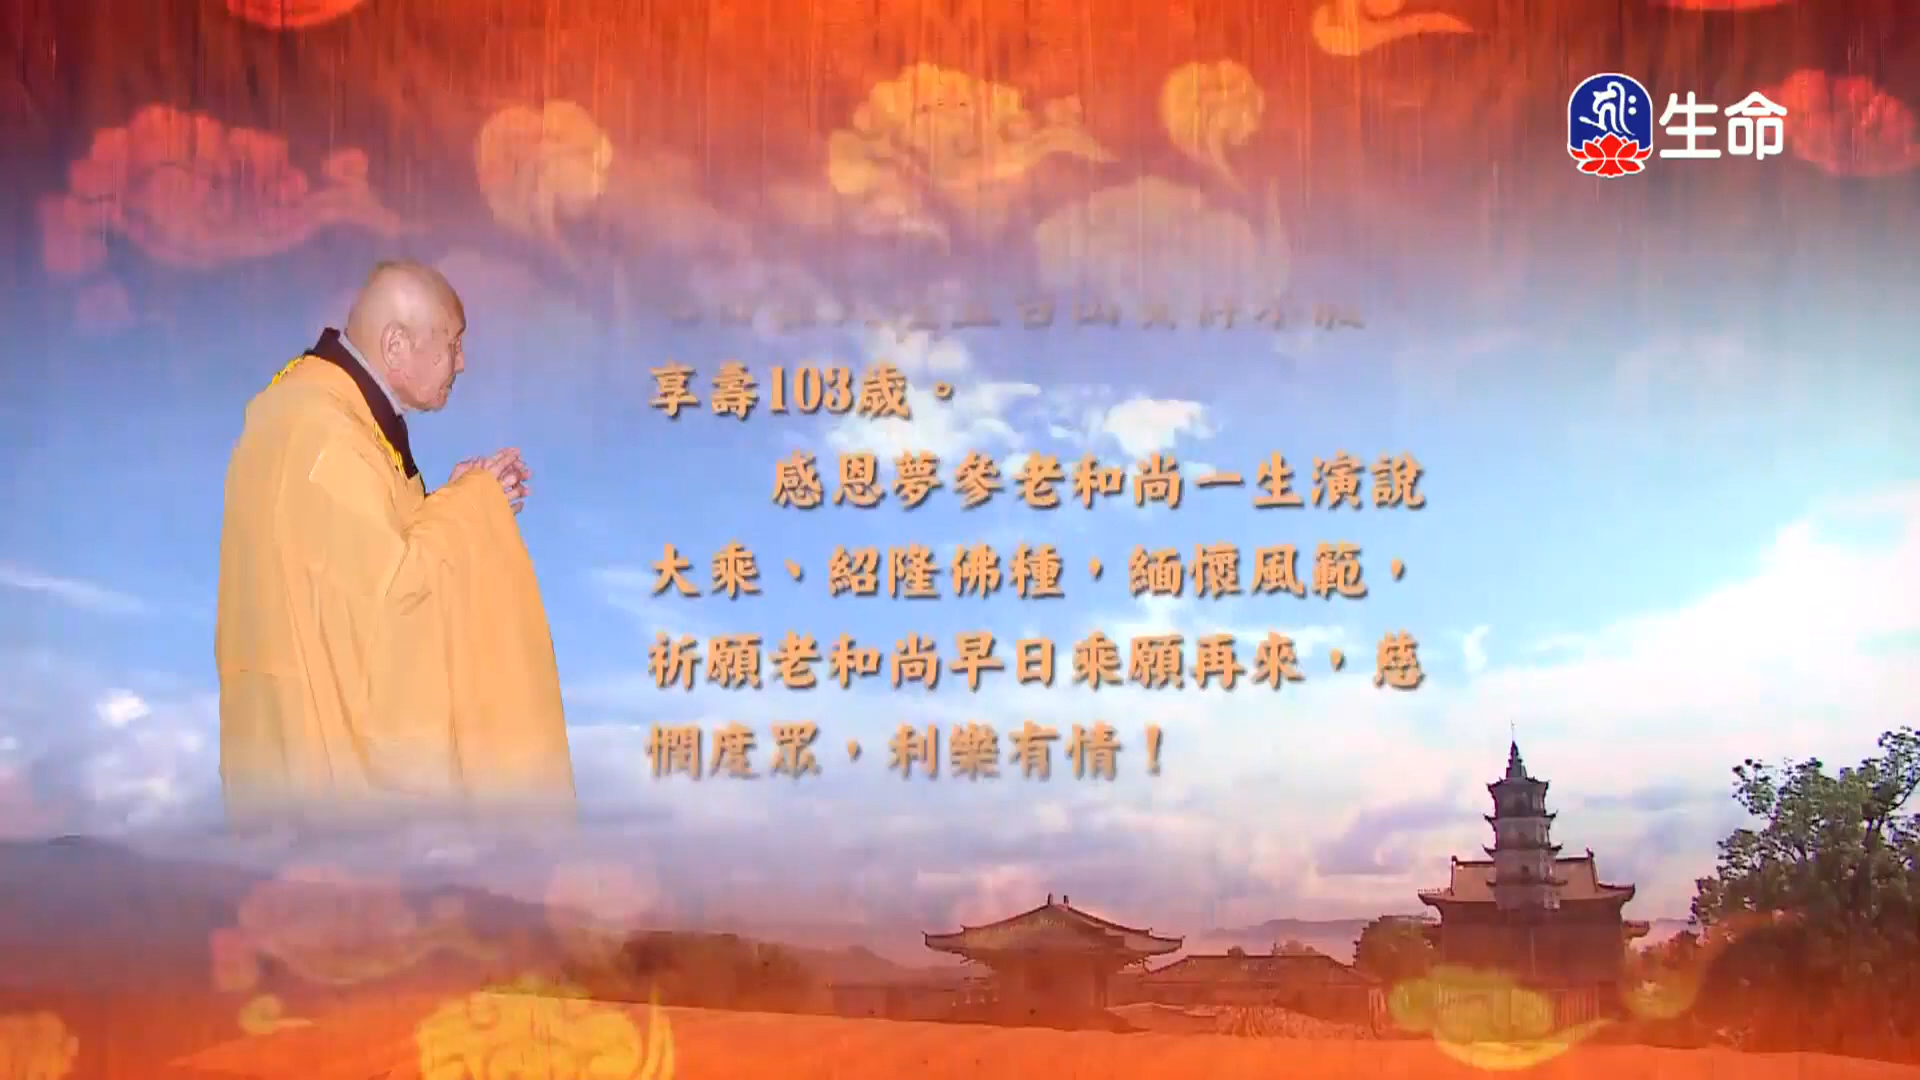 生命
享壽103歲。
感恩夢參老和尚一生演說
大乘、紹隆佛種，緬懷風範，
祈願老和尚早日乘願再來，慈
憫度眾，利樂有情！